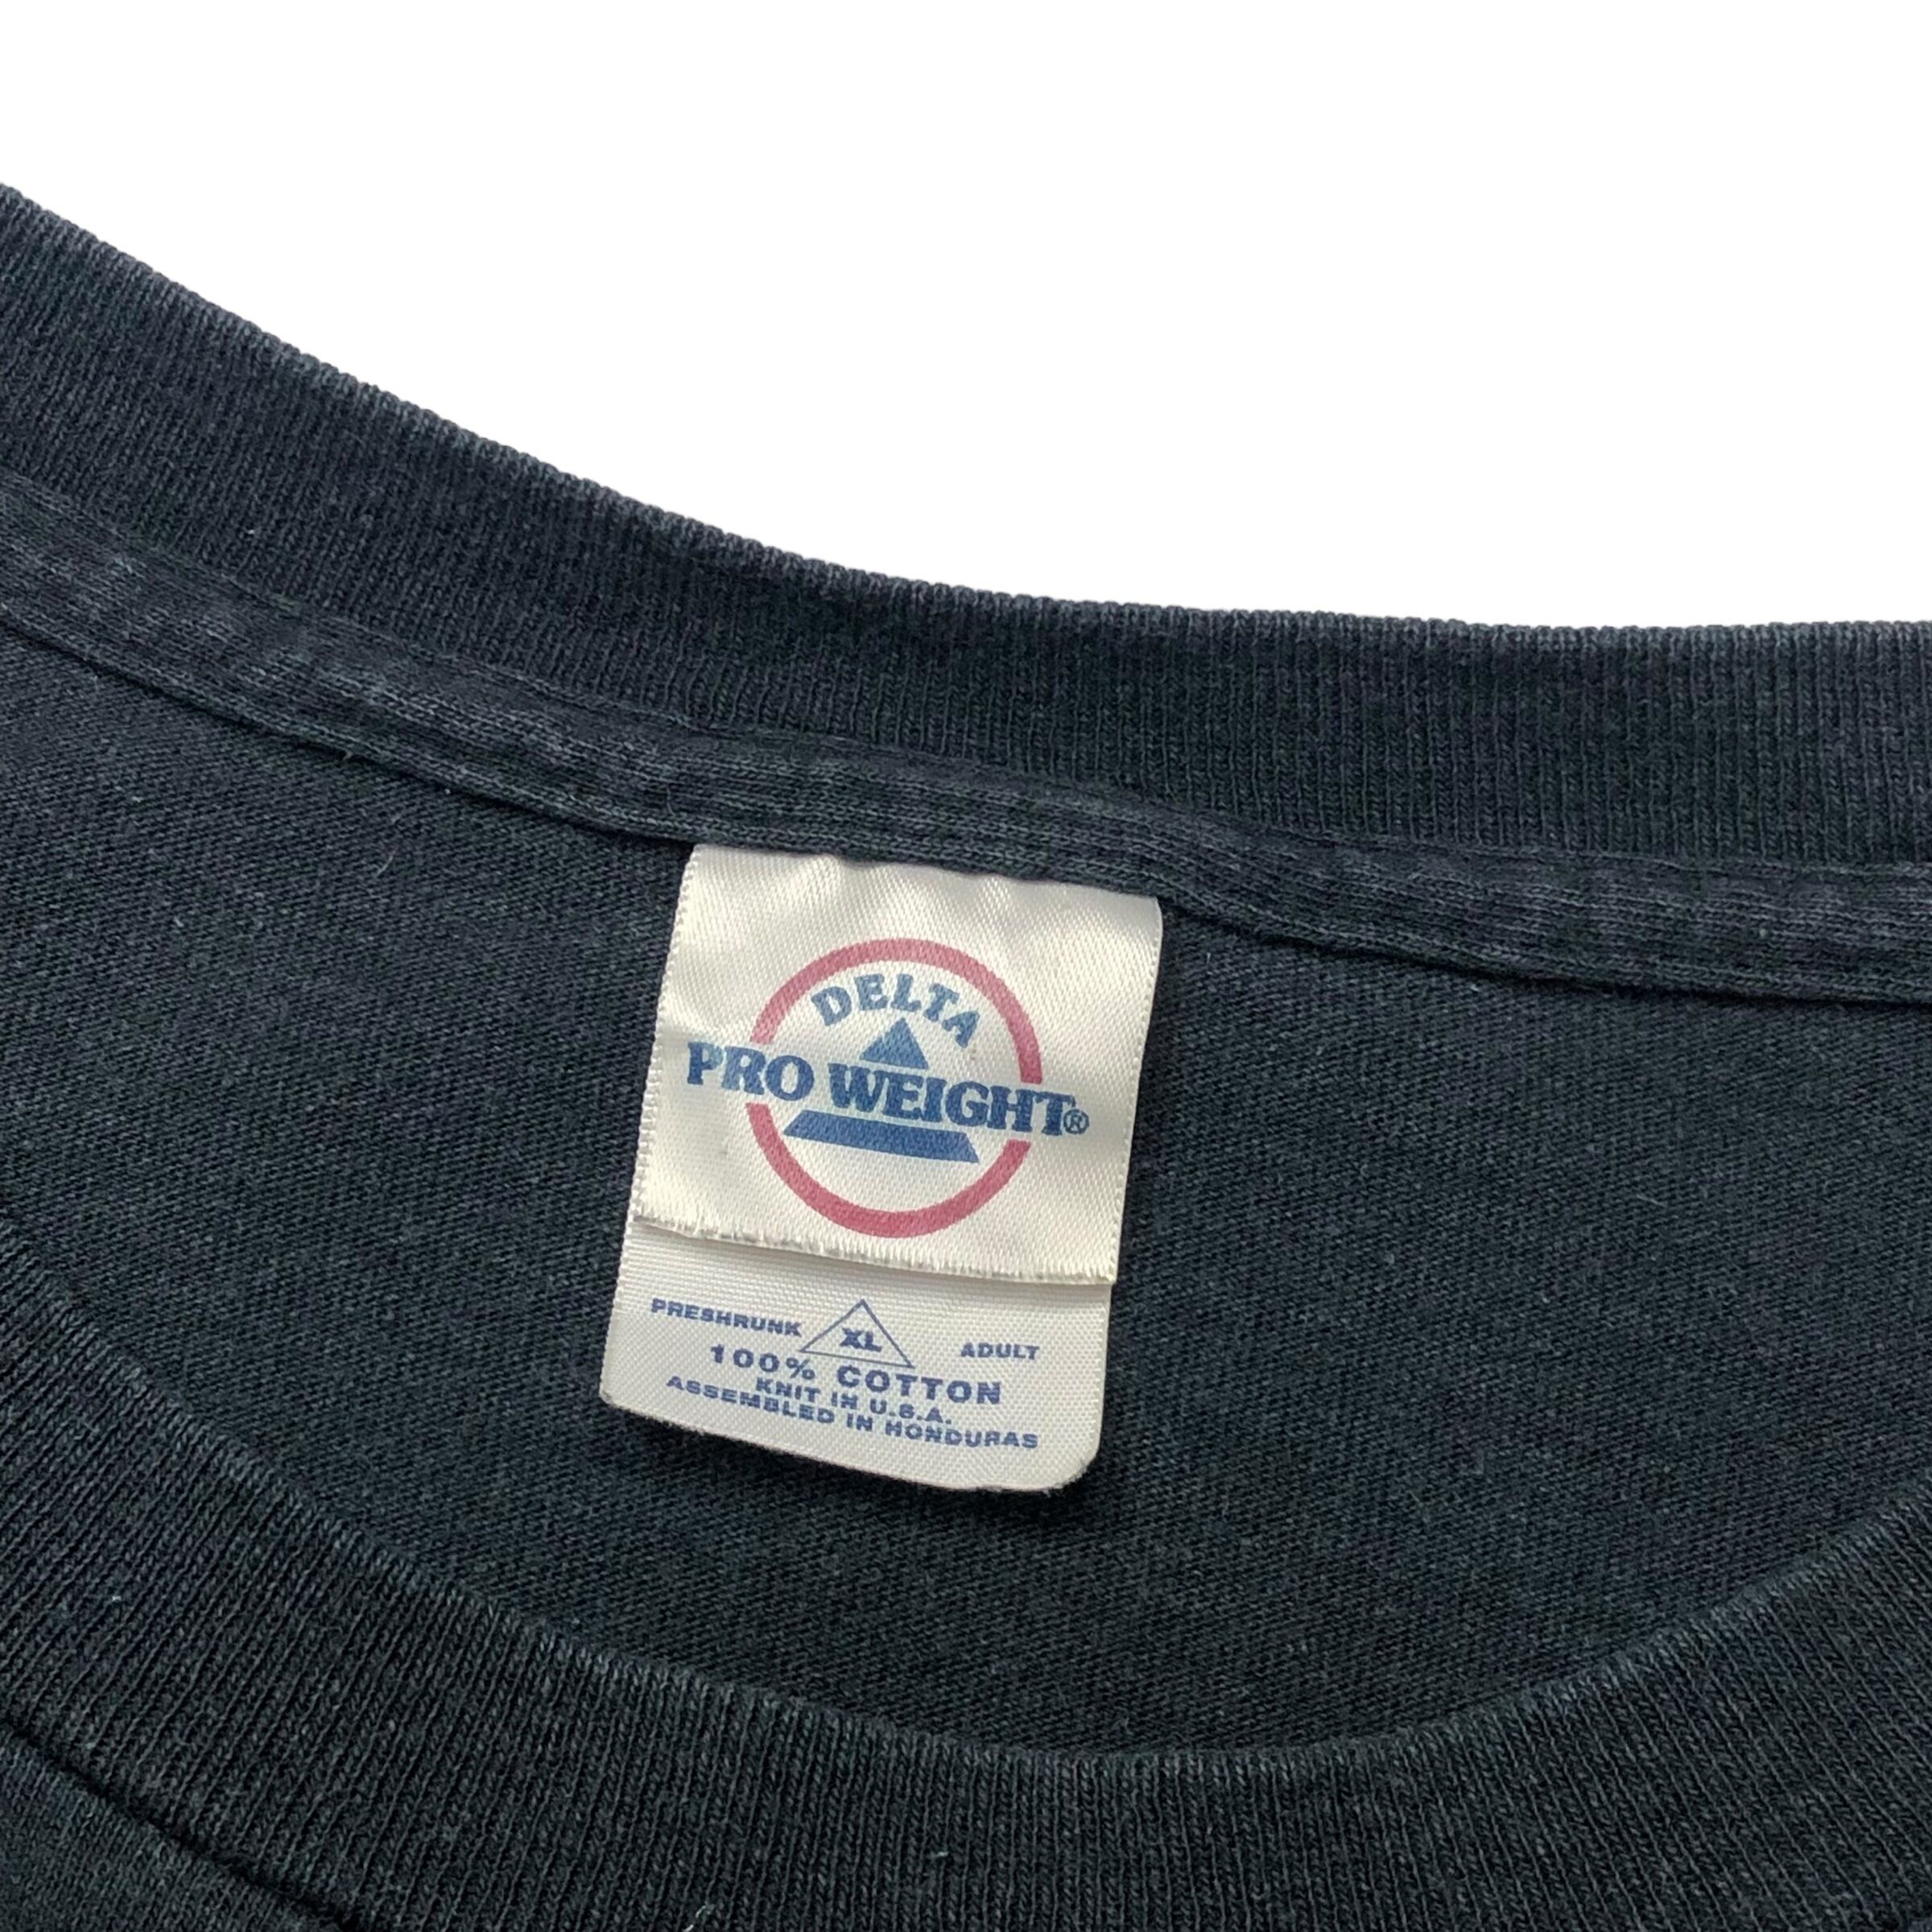 DELTA
PRO WEIGHT®
PRESHRUNK XL ADULT
100% COTTON
KNIT IN U.S.A.
ASSEMBLED IN HONDURAS